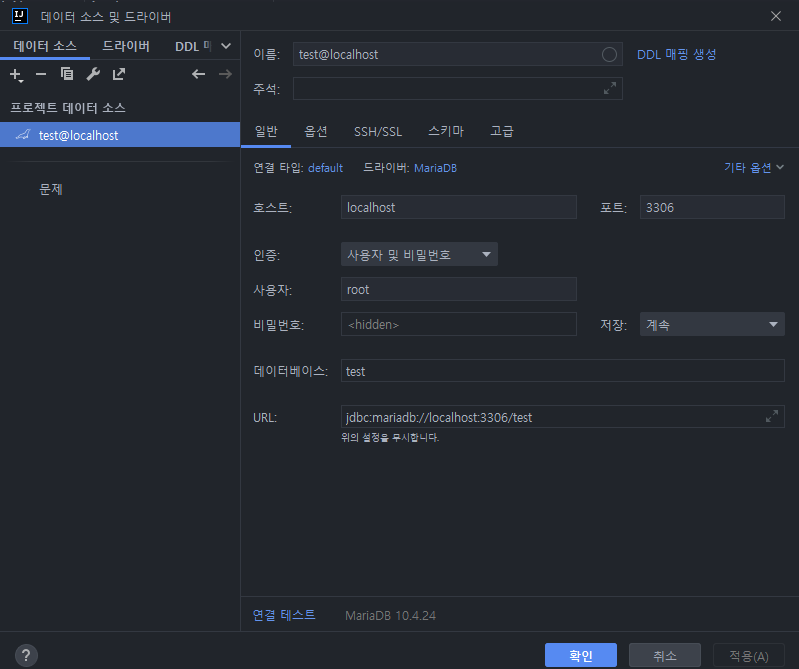 데이터 소스 및 드라이버
데이터 소스 드라이버 DDL
프로젝트 데이터 소스
test@localhost
문제
이름: test@localhost DDL 매핑 생성
주석:
일반 옵션 SSH/SSL 스키마 고급
연결 타입: default 드라이버: MariaDB 기타 옵션
호스트: localhost 포트: 3306
인증: 사용자 및 비밀번호
사용자: root
비밀번호: <hidden> 저장: 계속
데이터베이스: test
URL: jdbc:mariadb://localhost:3306/test
위의 설정을 무시합니다.
연결 테스트 MariaDB 10.4.24
? 확인 취소 적용(A)